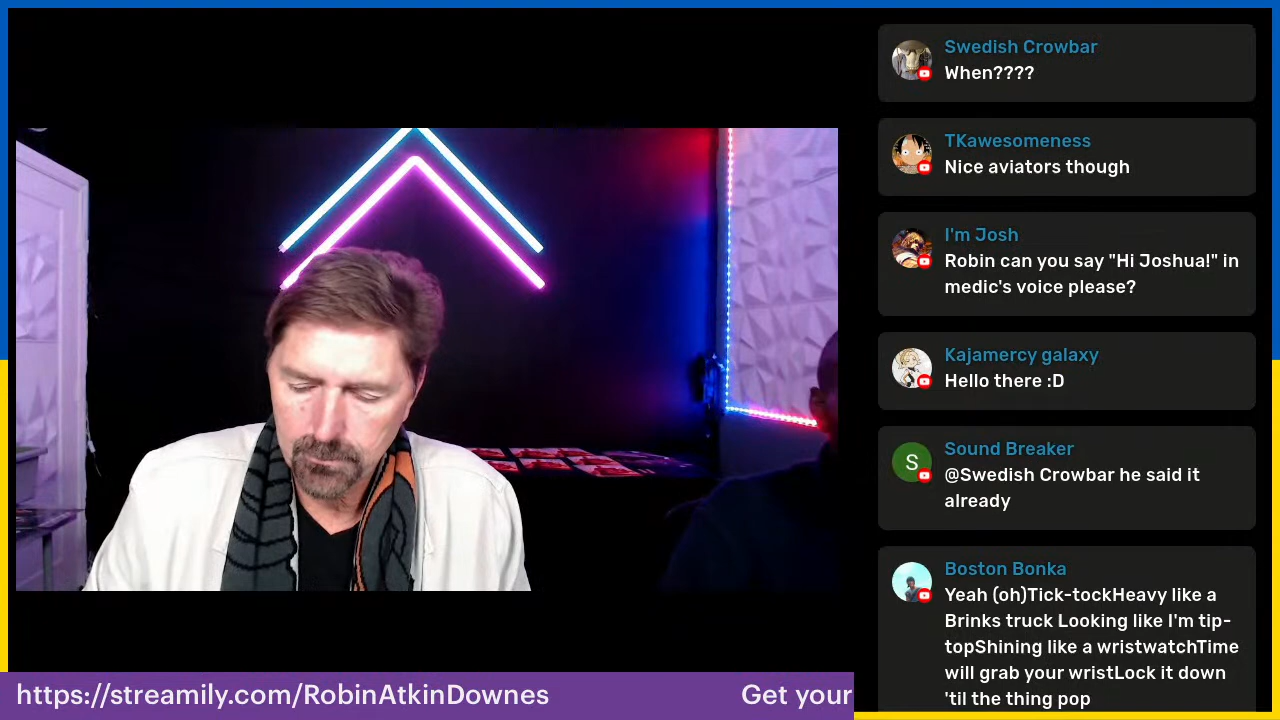 Swedish Crowbar
When????
TKawesomeness
Nice aviators though
I'm Josh
Robin can you say "Hi Joshua!" in
medic's voice please?
Kajamercy galaxy
Hello there :D
S
Sound Breaker
@Swedish Crowbar he said it
already
Boston Bonka
Yeah (oh)Tick-tockHeavy like a
Brinks truck Looking like I'm tip-
topShining like a wristwatchTime
will grab your wristLock it down
'til the thing pop
https://streamily.com/RobinAtkinDownes
Get your